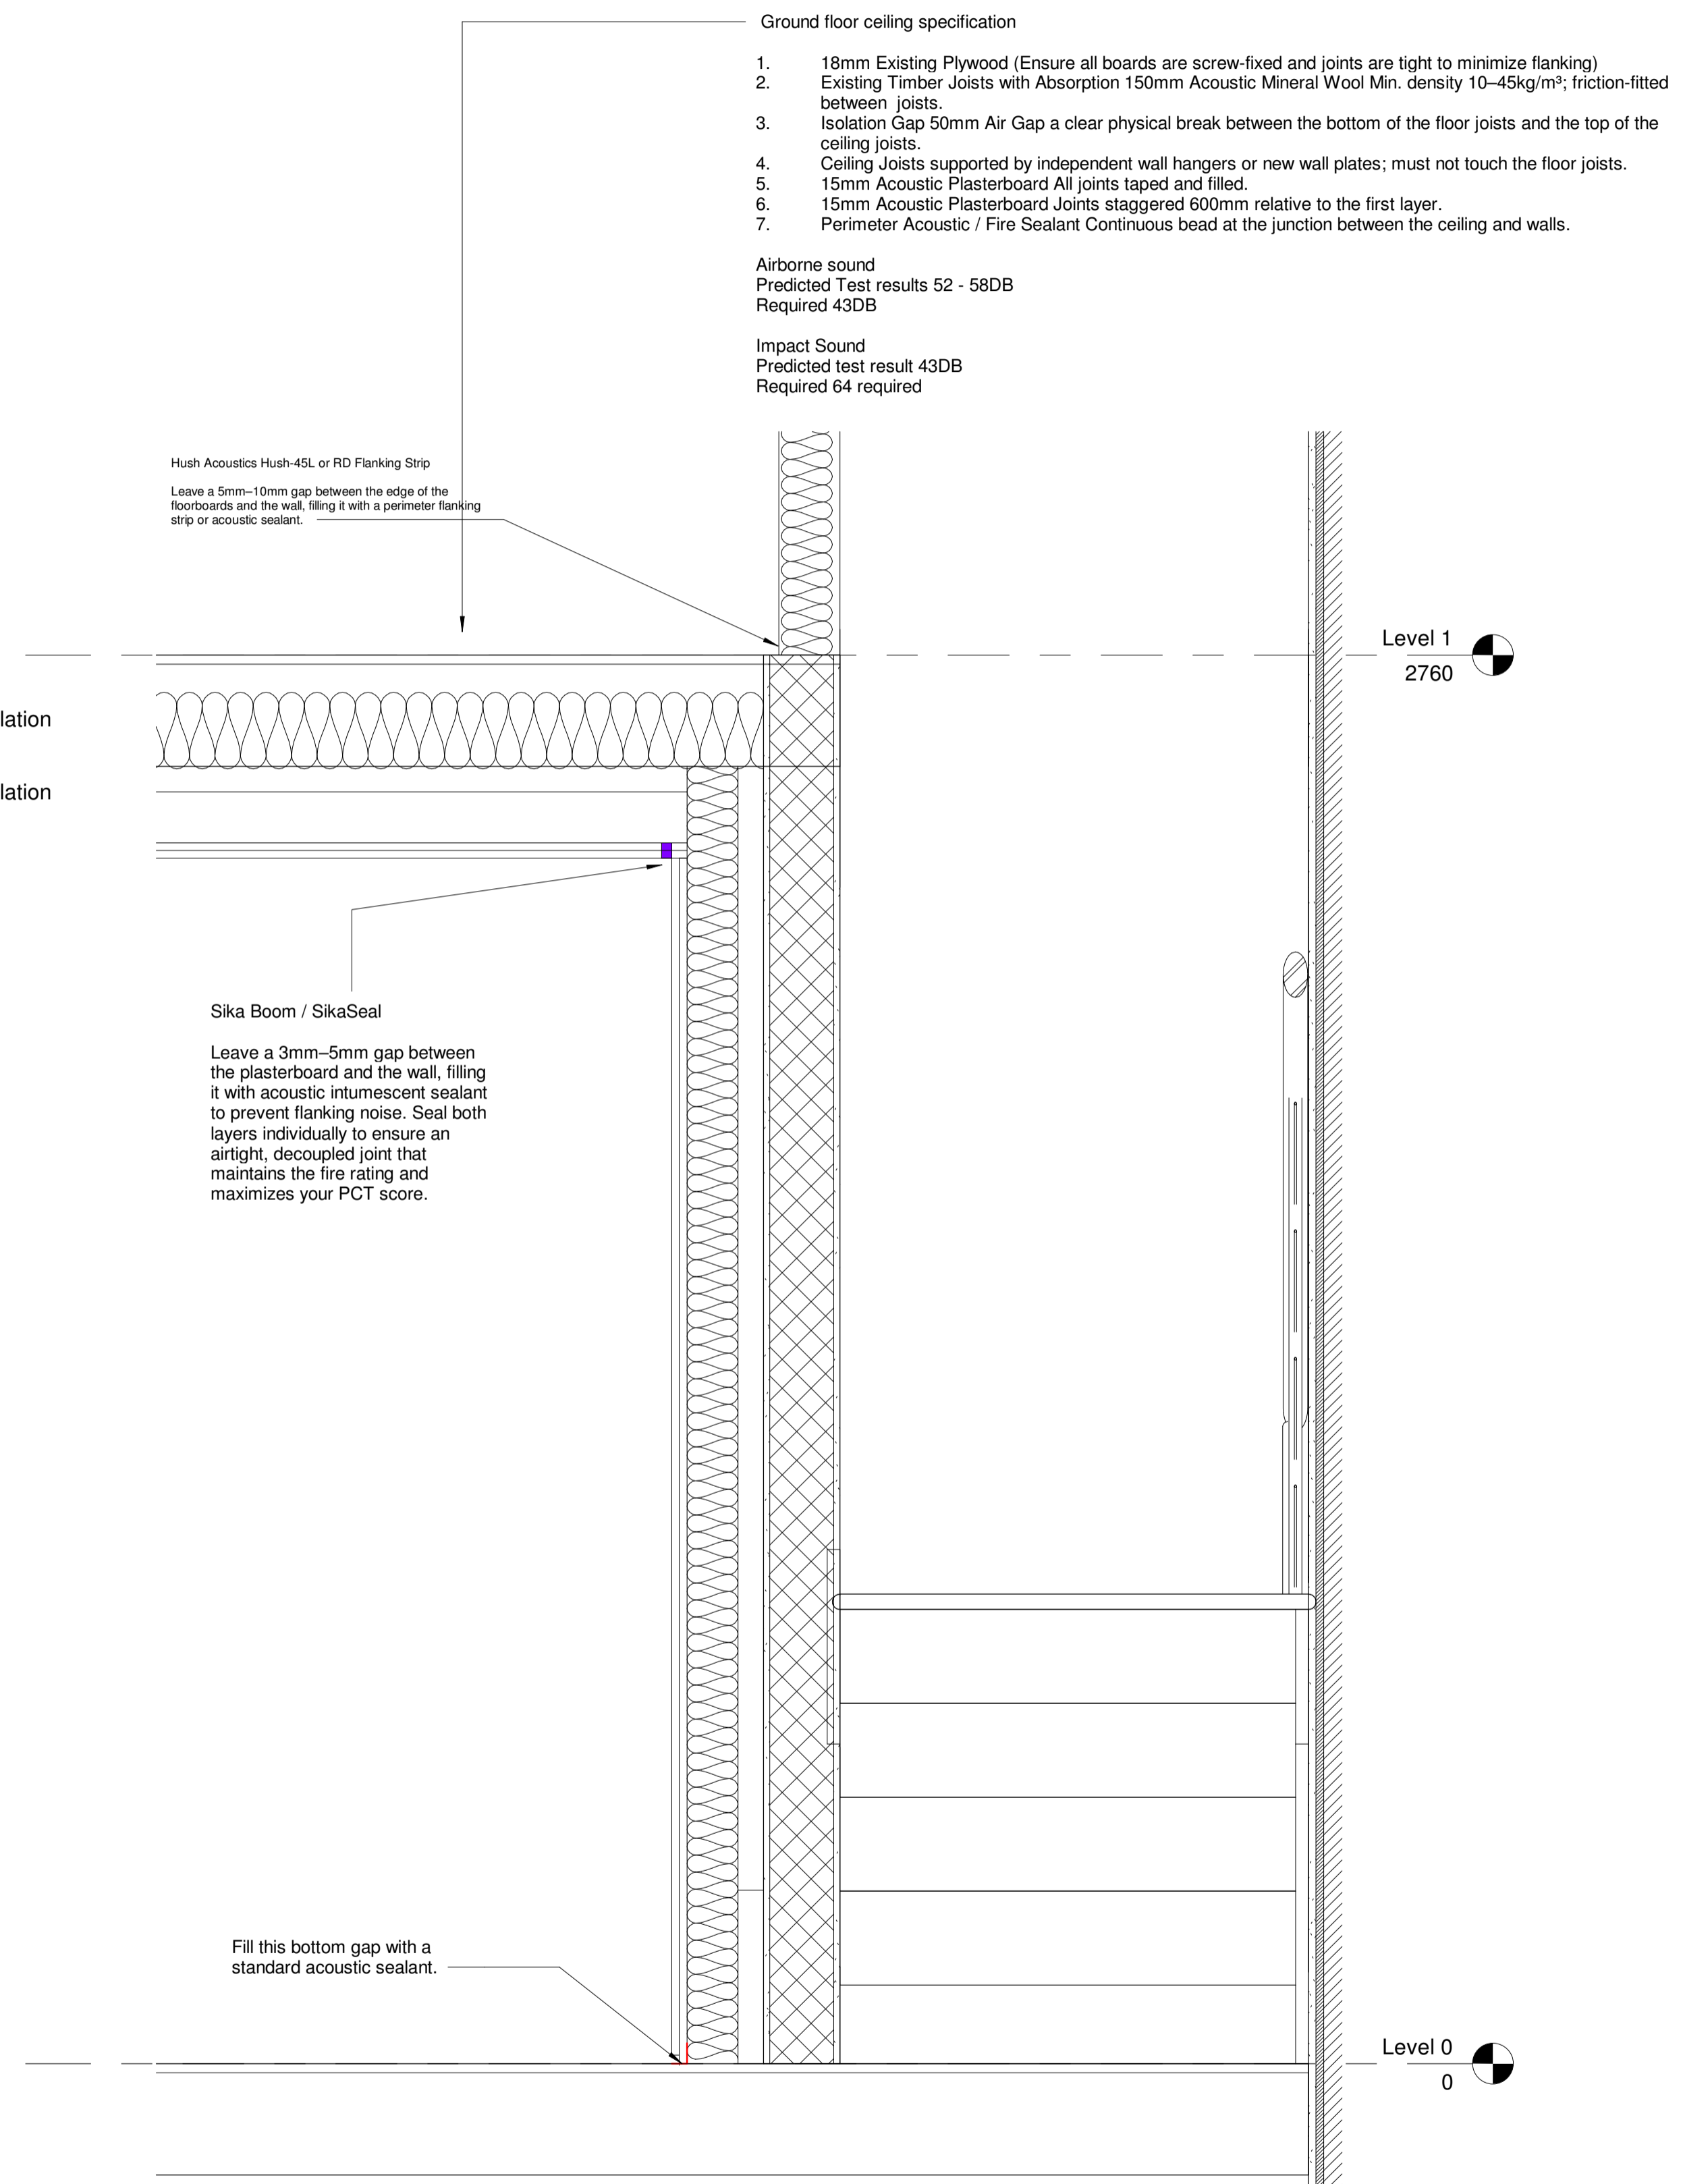 Ground floor ceiling specification
1. 18mm Existing Plywood (Ensure all boards are screw-fixed and joints are tight to minimize flanking)
2. Existing Timber Joists with Absorption 150mm Acoustic Mineral Wool Min. density 10–45kg/m³; friction-fitted
between joists.
3. Isolation Gap 50mm Air Gap a clear physical break between the bottom of the floor joists and the top of the
ceiling joists.
4. Ceiling Joists supported by independent wall hangers or new wall plates; must not touch the floor joists.
5. 15mm Acoustic Plasterboard All joints taped and filled.
6. 15mm Acoustic Plasterboard Joints staggered 600mm relative to the first layer.
7. Perimeter Acoustic / Fire Sealant Continuous bead at the junction between the ceiling and walls.
Airborne sound
Predicted Test results 52 - 58DB
Required 43DB
Impact Sound
Predicted test result 43DB
Required 64 required
Hush Acoustics Hush-45L or RD Flanking Strip
Leave a 5mm–10mm gap between the edge of the
floorboards and the wall, filling it with a perimeter flanking
strip or acoustic sealant.
Level 1
2760
lation
lation
Sika Boom / SikaSeal
Leave a 3mm–5mm gap between
the plasterboard and the wall, filling
it with acoustic intumescent sealant
to prevent flanking noise. Seal both
layers individually to ensure an
airtight, decoupled joint that
maintains the fire rating and
maximizes your PCT score.
Fill this bottom gap with a
standard acoustic sealant.
Level 0
0